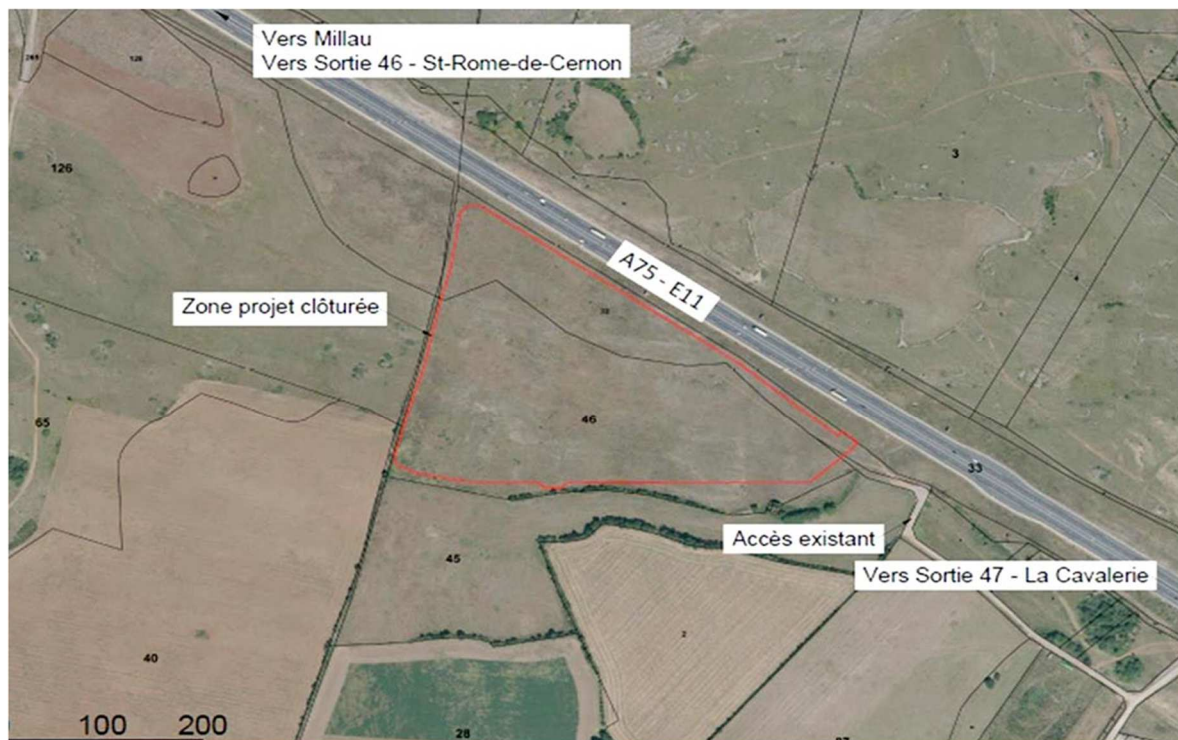 Vers Millau
Vers Sortie 46 - St-Rome-de-Cernon
126
3
A75 - E11
Zone projet clôturée
46
65
33
Accès existant
45
Vers Sortie 47 - La Cavalerie
2
40
100 200
28